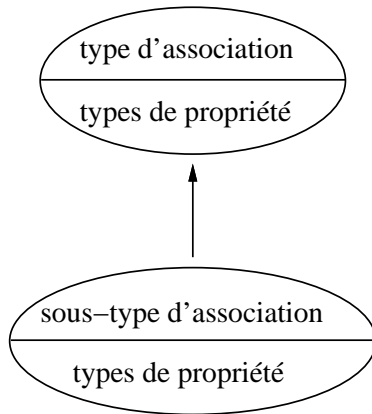 type d’association
types de propriété
sous−type d’association
types de propriété